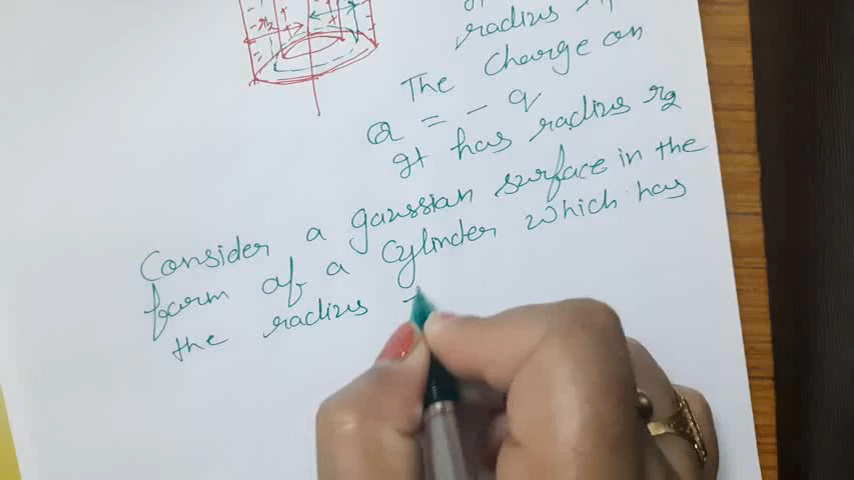 radius r1
The charge on
Q = - q
It has radius r2
Consider a gaussian surface in the
form of a cylinder which has
the radius